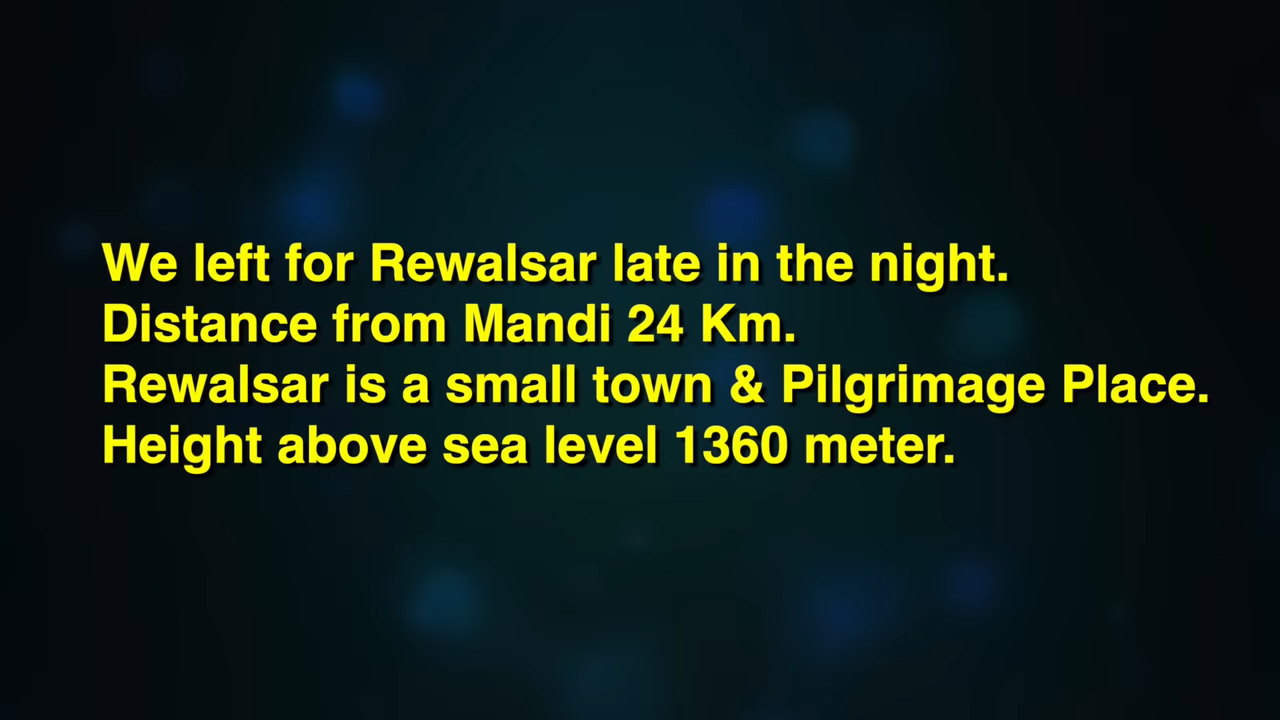 We left for Rewalsar late in the night.
Distance from Mandi 24 Km.
Rewalsar is a small town & Pilgrimage Place.
Height above sea level 1360 meter.